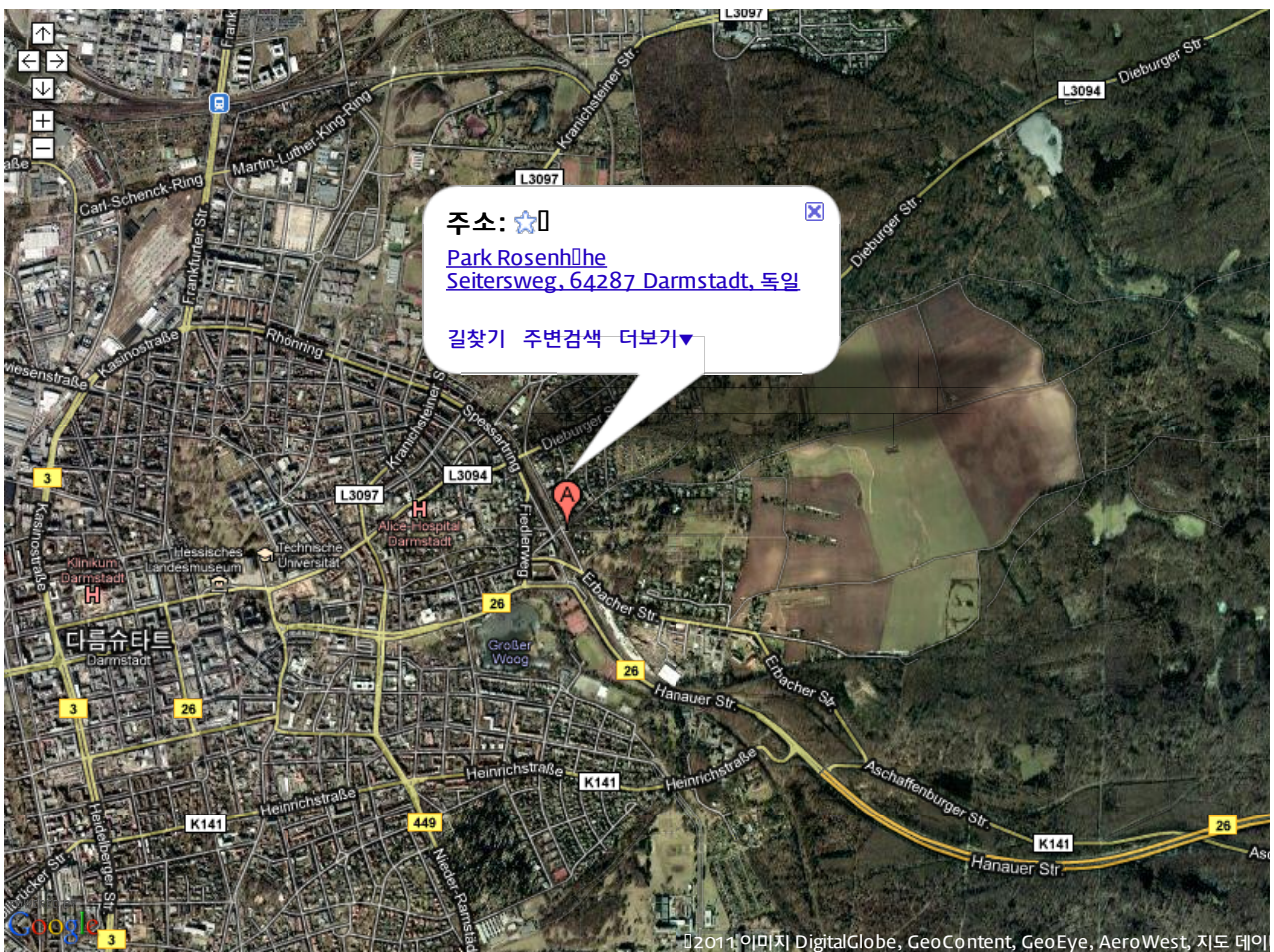 L3097
Frank
Dieburger Str.
L3094
Kranichsteiner Str.
Martin-Luther-King-Ring
Carl-Schenck-Ring
L3097
Frankfurter Str.
주소:
Park Rosenh▯he
Seitersweg, 64287 Darmstadt, 독일
길찾기 주변검색 더보기▼
Dieburger Str.
Rhönring
Kasinostraße
Spessartring
Kranichsteiner S
L3094
L3097
3
Alice-Hospital
Darmstadt
Fiedlerweg
A
Technische
Universität
Hessisches
Landesmuseum
Klinikum
Darmstadt
Kasinostraße
26
Erbacher Str.
다름슈타트
Darmstadt
Großer
Woog
26
Hanauer Str.
Erbacher Str.
3
26
Heinrichstraße
K141
Heinrichstraße
Heinrichstraße
K141
449
Aschaffenburger Str.
K141
26
Hanauer Str.
Heidelberger Str.
Nieder-Ramstäd
Google
3
2011 이미지 DigitalGlobe, GeoContent, GeoEye, AeroWest, 지도 데이